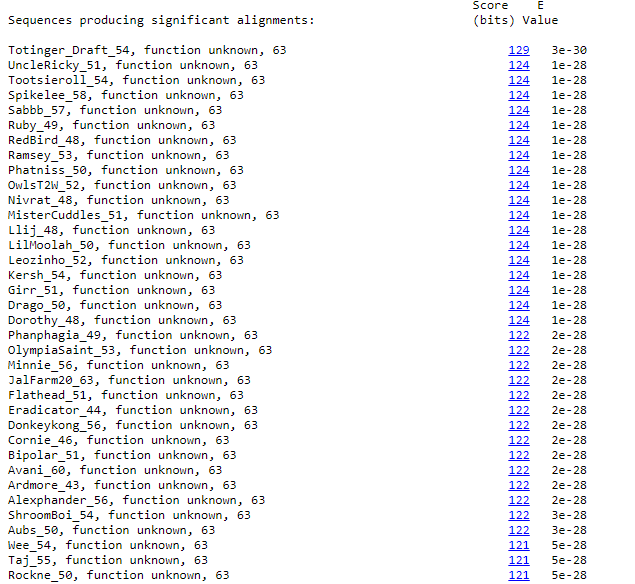 Score E
Sequences producing significant alignments: (bits) Value
Totinger_Draft_54, function unknown, 63 129 3e-30
UncleRicky_51, function unknown, 63 124 1e-28
Tootsieroll_54, function unknown, 63 124 1e-28
Spikelee_58, function unknown, 63 124 1e-28
Sabbb_57, function unknown, 63 124 1e-28
Ruby_49, function unknown, 63 124 1e-28
RedBird_48, function unknown, 63 124 1e-28
Ramsey_53, function unknown, 63 124 1e-28
Phatniss_50, function unknown, 63 124 1e-28
OwlsT2W_52, function unknown, 63 124 1e-28
Nivrat_48, function unknown, 63 124 1e-28
MisterCuddles_51, function unknown, 63 124 1e-28
Llij_48, function unknown, 63 124 1e-28
LilMoolah_50, function unknown, 63 124 1e-28
Leozinho_52, function unknown, 63 124 1e-28
Kersh_54, function unknown, 63 124 1e-28
Girr_51, function unknown, 63 124 1e-28
Drago_50, function unknown, 63 124 1e-28
Dorothy_48, function unknown, 63 124 1e-28
Phanphagia_49, function unknown, 63 122 2e-28
OlympiaSaint_53, function unknown, 63 122 2e-28
Minnie_56, function unknown, 63 122 2e-28
JalFarm20_63, function unknown, 63 122 2e-28
Flathead_51, function unknown, 63 122 2e-28
Eradicator_44, function unknown, 63 122 2e-28
Donkeykong_56, function unknown, 63 122 2e-28
Cornie_46, function unknown, 63 122 2e-28
Bipolar_51, function unknown, 63 122 2e-28
Avani_60, function unknown, 63 122 2e-28
Ardmore_43, function unknown, 63 122 2e-28
Alexphander_56, function unknown, 63 122 2e-28
ShroomBoi_54, function unknown, 63 122 3e-28
Aubs_50, function unknown, 63 122 3e-28
Wee_54, function unknown, 63 121 5e-28
Taj_55, function unknown, 63 121 5e-28
Rockne_50, function unknown, 63 121 5e-28